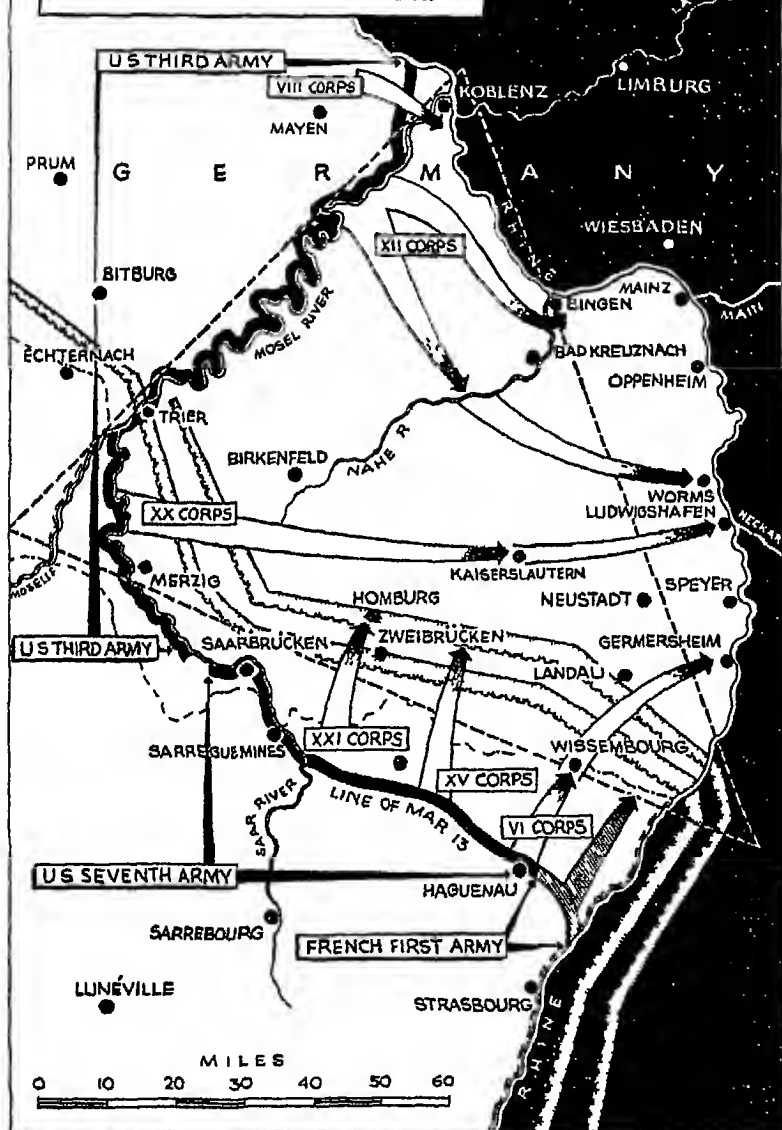 US THIRD ARMY
VIII CORPS
KOBLENZ
LIMBURG
MAYEN
PRUM
G E R M A N Y
RHINE
WIESBADEN
XII CORPS
BITBURG
MAINZ
BINGEN
MAIN
MOSEL RIVER
ECHTERNACH
BAD KREUZNACH
OPPENHEIM
TRIER
NAHE R
BIRKENFELD
WORMS
XX CORPS
LUDWIGSHAFEN
NECKAR
KAISERSLAUTERN
MOSELLE
MERZIG
HOMBURG
NEUSTADT
SPEYER
US THIRD ARMY
SAARBRÜCKEN
ZWEIBRÜCKEN
GERMERSHEIM
LANDAU
XXI CORPS
SARREGUEMINES
WISSEMBOURG
XV CORPS
LINE OF MAR 13
SAAR RIVER
VI CORPS
US SEVENTH ARMY
HAGUENAU
SARREBOURG
FRENCH FIRST ARMY
LUNÉVILLE
STRASBOURG
RHINE
MILES
0 10 20 30 40 50 60